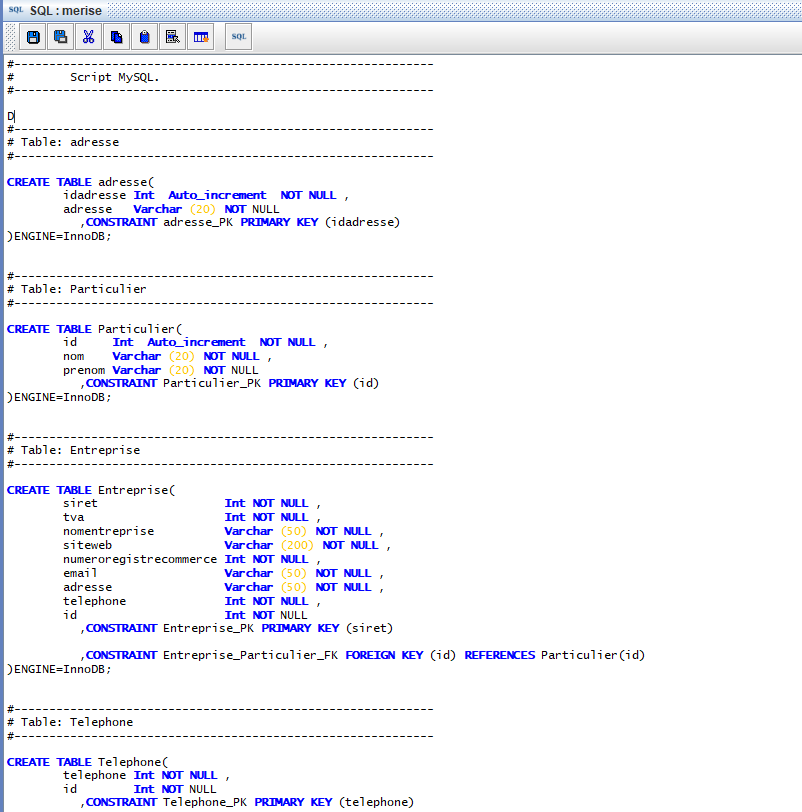 SQL SQL : merise
SQL
#------------------------------------------------------------
#        Script MySQL.
#------------------------------------------------------------
D
#------------------------------------------------------------
# Table: adresse
#------------------------------------------------------------
CREATE TABLE adresse(
idadresse Int  Auto_increment  NOT NULL ,
adresse   Varchar (20) NOT NULL
,CONSTRAINT adresse_PK PRIMARY KEY (idadresse)
)ENGINE=InnoDB;
#------------------------------------------------------------
# Table: Particulier
#------------------------------------------------------------
CREATE TABLE Particulier(
id     Int  Auto_increment  NOT NULL ,
nom    Varchar (20) NOT NULL ,
prenom Varchar (20) NOT NULL
,CONSTRAINT Particulier_PK PRIMARY KEY (id)
)ENGINE=InnoDB;
#------------------------------------------------------------
# Table: Entreprise
#------------------------------------------------------------
CREATE TABLE Entreprise(
siret                  Int NOT NULL ,
tva                    Int NOT NULL ,
nomentreprise          Varchar (50) NOT NULL ,
siteweb                Varchar (200) NOT NULL ,
numeroregistrecommerce Int NOT NULL ,
email                  Varchar (50) NOT NULL ,
adresse                Varchar (50) NOT NULL ,
telephone              Int NOT NULL ,
id                     Int NOT NULL
,CONSTRAINT Entreprise_PK PRIMARY KEY (siret)
,CONSTRAINT Entreprise_Particulier_FK FOREIGN KEY (id) REFERENCES Particulier(id)
)ENGINE=InnoDB;
#------------------------------------------------------------
# Table: Telephone
#------------------------------------------------------------
CREATE TABLE Telephone(
telephone Int NOT NULL ,
id        Int NOT NULL
,CONSTRAINT Telephone_PK PRIMARY KEY (telephone)